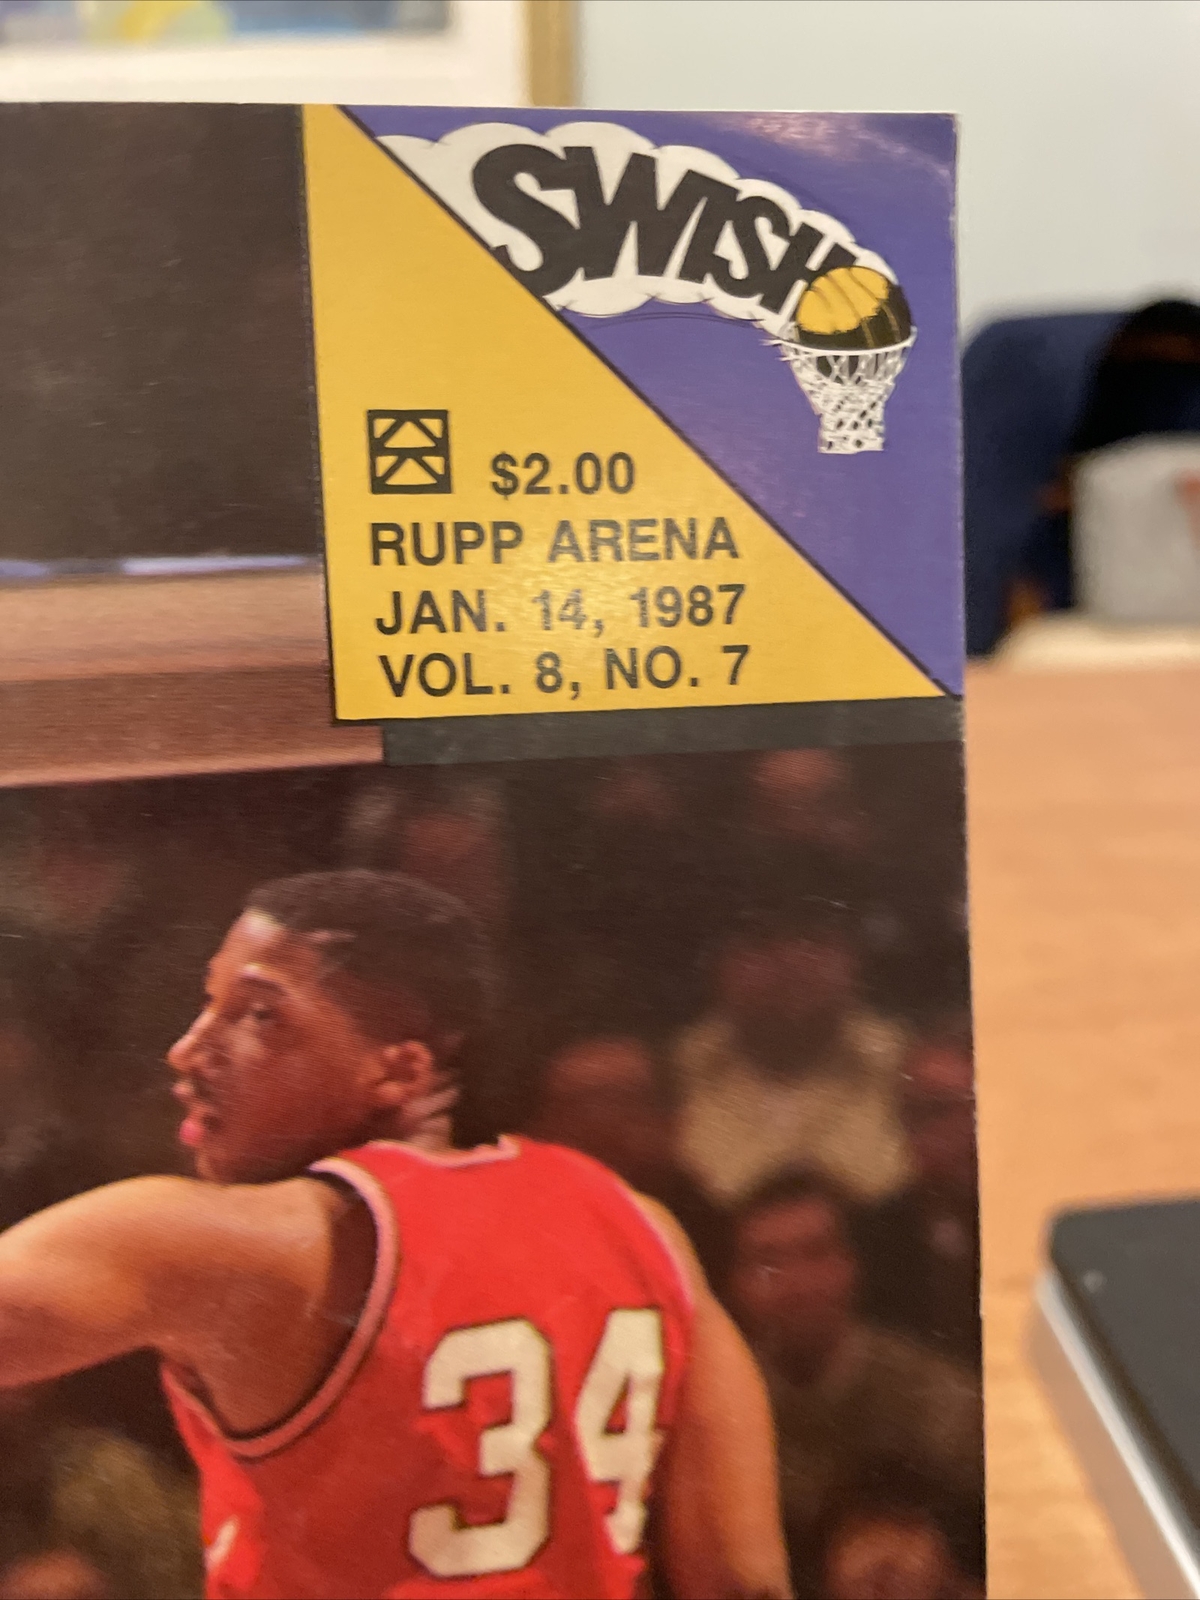 SWISH
$2.00
RUPP ARENA
JAN. 14, 1987
VOL. 8, NO. 7
34